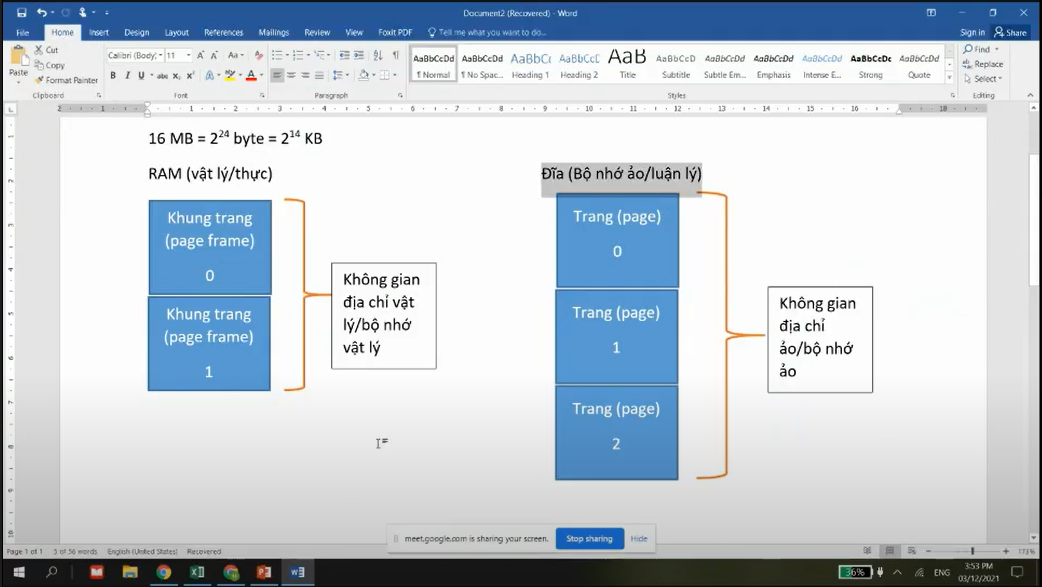 Document2 (Recovered) - Word
File Home Insert Design Layout References Mailings Review View Foxit PDF Tell me what you want to do... Sign in Share
Paste
Cut
Copy
Format Painter
Clipboard
Calibri (Body) 11
Font
Paragraph
AaBbCcDd AaBbCcDd AaBbCc AaBbCcC AaB AaBbCcD AaBbCcDd AaBbCcDd AaBbCcDd AaBbCcDc AaBbCcDd
¶ Normal ¶ No Spac... Heading 1 Heading 2 Title Subtitle Subtle Em... Emphasis Intense E... Strong Quote
Styles
Find
Replace
Select
Editing
16 MB = 2²⁴ byte = 2¹⁴ KB
RAM (vật lý/thực)
Khung trang
(page frame)
0
Khung trang
(page frame)
1
Không gian
địa chỉ vật
lý/bộ nhớ
vật lý
Đĩa (Bộ nhớ ảo/luận lý)
Trang (page)
0
Trang (page)
1
Trang (page)
2
Không gian
địa chỉ
ảo/bộ nhớ
ảo
meet.google.com is sharing your screen. Stop sharing Hide
Page 1 of 1 5 of 56 words English (United States) Recovered 173%
36% ENG 3:53 PM
03/12/2021